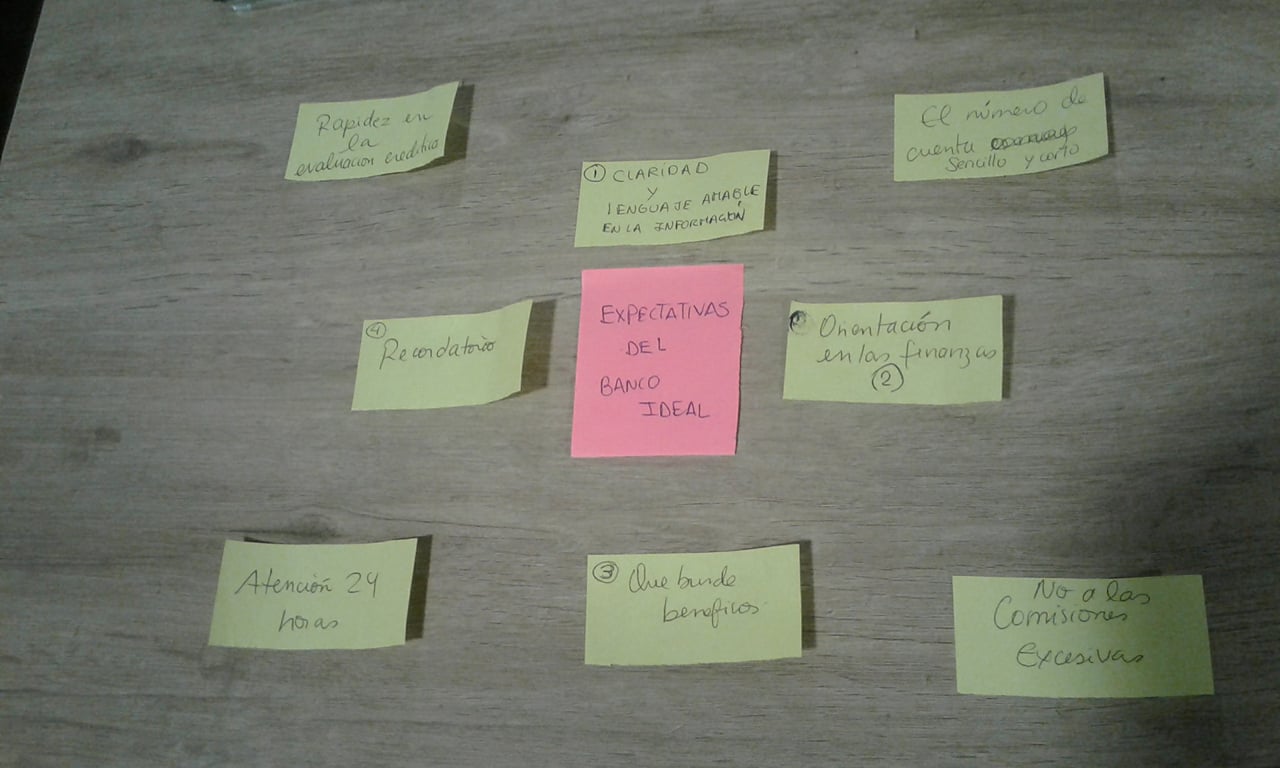 Rapidez en
la
evaluacion crediticia
El número de
cuenta
Sencillo y corto
① CLARIDAD
Y
LENGUAJE AMABLE
EN LA INFORMACIÓN
④
Recordatorio
EXPECTATIVAS
DEL
BANCO
IDEAL
Orientación
en las finanzas
②
Atención 24
horas
③ Que brinde
beneficos
No a las
Comisiones
Excesivas